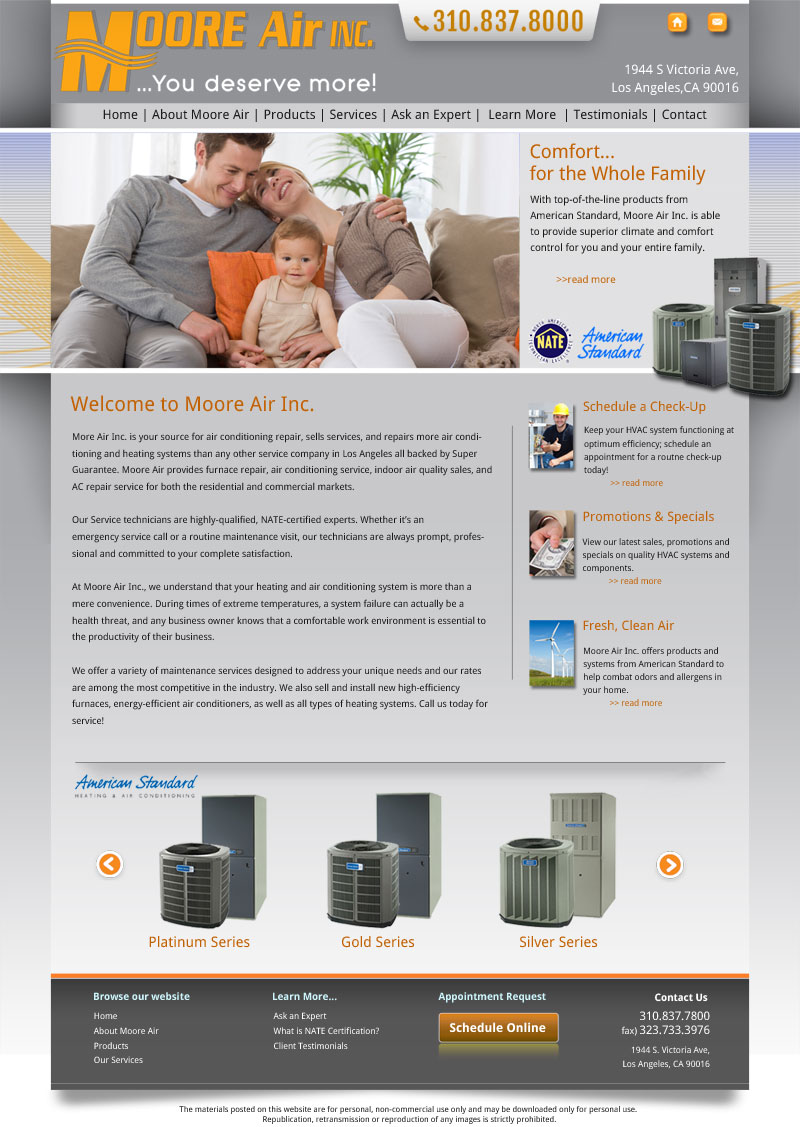 MOORE Air INC.
...You deserve more!
310.837.8000
1944 S Victoria Ave,
Los Angeles,CA 90016
Home | About Moore Air | Products | Services | Ask an Expert | Learn More | Testimonials | Contact
Comfort...
for the Whole Family
With top-of-the-line products from
American Standard, Moore Air Inc. is able
to provide superior climate and comfort
control for you and your entire family.
>>read more
NORTH AMERICAN
NATE
TECHNICIAN EXCELLENCE
American
Standard
Welcome to Moore Air Inc.
More Air Inc. is your source for air conditioning repair, sells services, and repairs more air condi-
tioning and heating systems than any other service company in Los Angeles all backed by Super
Guarantee. Moore Air provides furnace repair, air conditioning service, indoor air quality sales, and
AC repair service for both the residential and commercial markets.
Our Service technicians are highly-qualified, NATE-certified experts. Whether it's an
emergency service call or a routine maintenance visit, our technicians are always prompt, profes-
sional and committed to your complete satisfaction.
At Moore Air Inc., we understand that your heating and air conditioning system is more than a
mere convenience. During times of extreme temperatures, a system failure can actually be a
health threat, and any business owner knows that a comfortable work environment is essential to
the productivity of their business.
We offer a variety of maintenance services designed to address your unique needs and our rates
are among the most competitive in the industry. We also sell and install new high-efficiency
furnaces, energy-efficient air conditioners, as well as all types of heating systems. Call us today for
service!
Schedule a Check-Up
Keep your HVAC system functioning at
optimum efficiency; schedule an
appointment for a routne check-up
today!
>> read more
Promotions & Specials
View our latest sales, promotions and
specials on quality HVAC systems and
components.
>> read more
Fresh, Clean Air
Moore Air Inc. offers products and
systems from American Standard to
help combat odors and allergens in
your home.
>> read more
American Standard
HEATING & AIR CONDITIONING
Platinum Series
Gold Series
Silver Series
Browse our website
Home
About Moore Air
Products
Our Services
Learn More...
Ask an Expert
What is NATE Certification?
Client Testimonials
Appointment Request
Schedule Online
Contact Us
310.837.7800
fax) 323.733.3976
1944 S. Victoria Ave,
Los Angeles, CA 90016
The materials posted on this website are for personal, non-commercial use only and may be downloaded only for personal use.
Republication, retransmission or reproduction of any images is strictly prohibited.